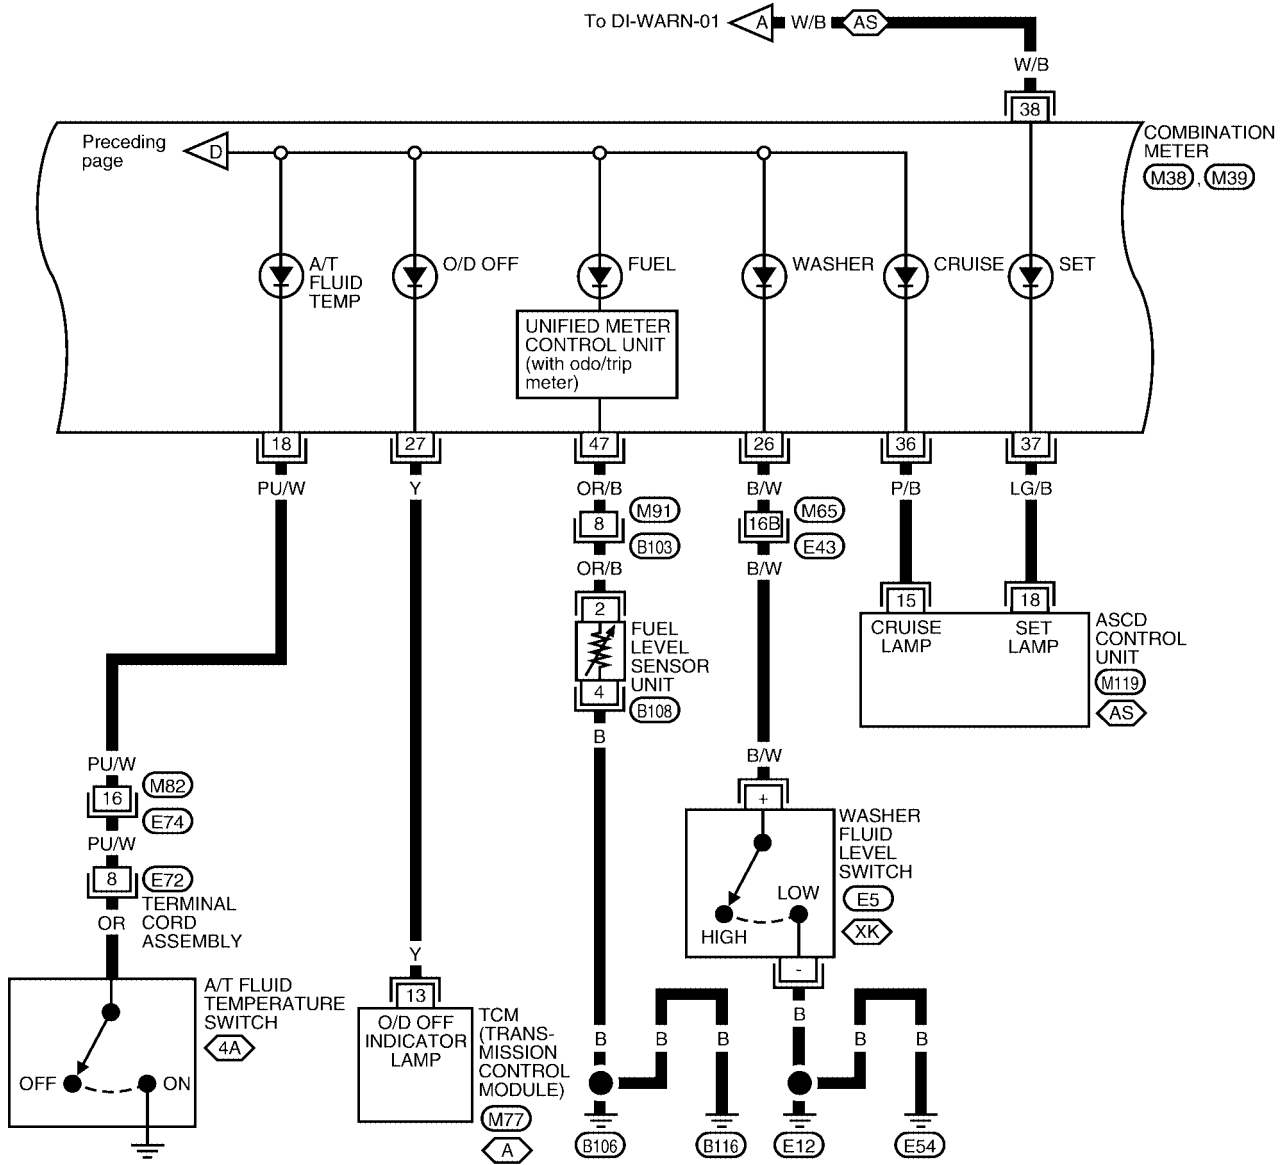 To DI-WARN-01
A
W/B
AS
W/B
38
COMBINATION
METER
M38 , M39
Preceding
page
D
A/T
FLUID
TEMP
O/D OFF
FUEL
WASHER
CRUISE
SET
UNIFIED METER
CONTROL UNIT
(with odo/trip
meter)
18
27
47
26
36
37
PU/W
Y
OR/B
B/W
P/B
LG/B
8
M91
B103
16B
M65
E43
OR/B
B/W
2
FUEL
LEVEL
SENSOR
UNIT
4
B108
B
15
18
CRUISE
LAMP
SET
LAMP
ASCD
CONTROL
UNIT
M119
AS
PU/W
16
M82
E74
PU/W
8
E72
TERMINAL
CORD
ASSEMBLY
OR
B/W
+
WASHER
FLUID
LEVEL
SWITCH
E5
XK
LOW
HIGH
-
Y
13
O/D OFF
INDICATOR
LAMP
TCM
(TRANS-
MISSION
CONTROL
MODULE)
M77
A
A/T FLUID
TEMPERATURE
SWITCH
4A
OFF
ON
B
B
B
B
B
B
B106
B116
E12
E54